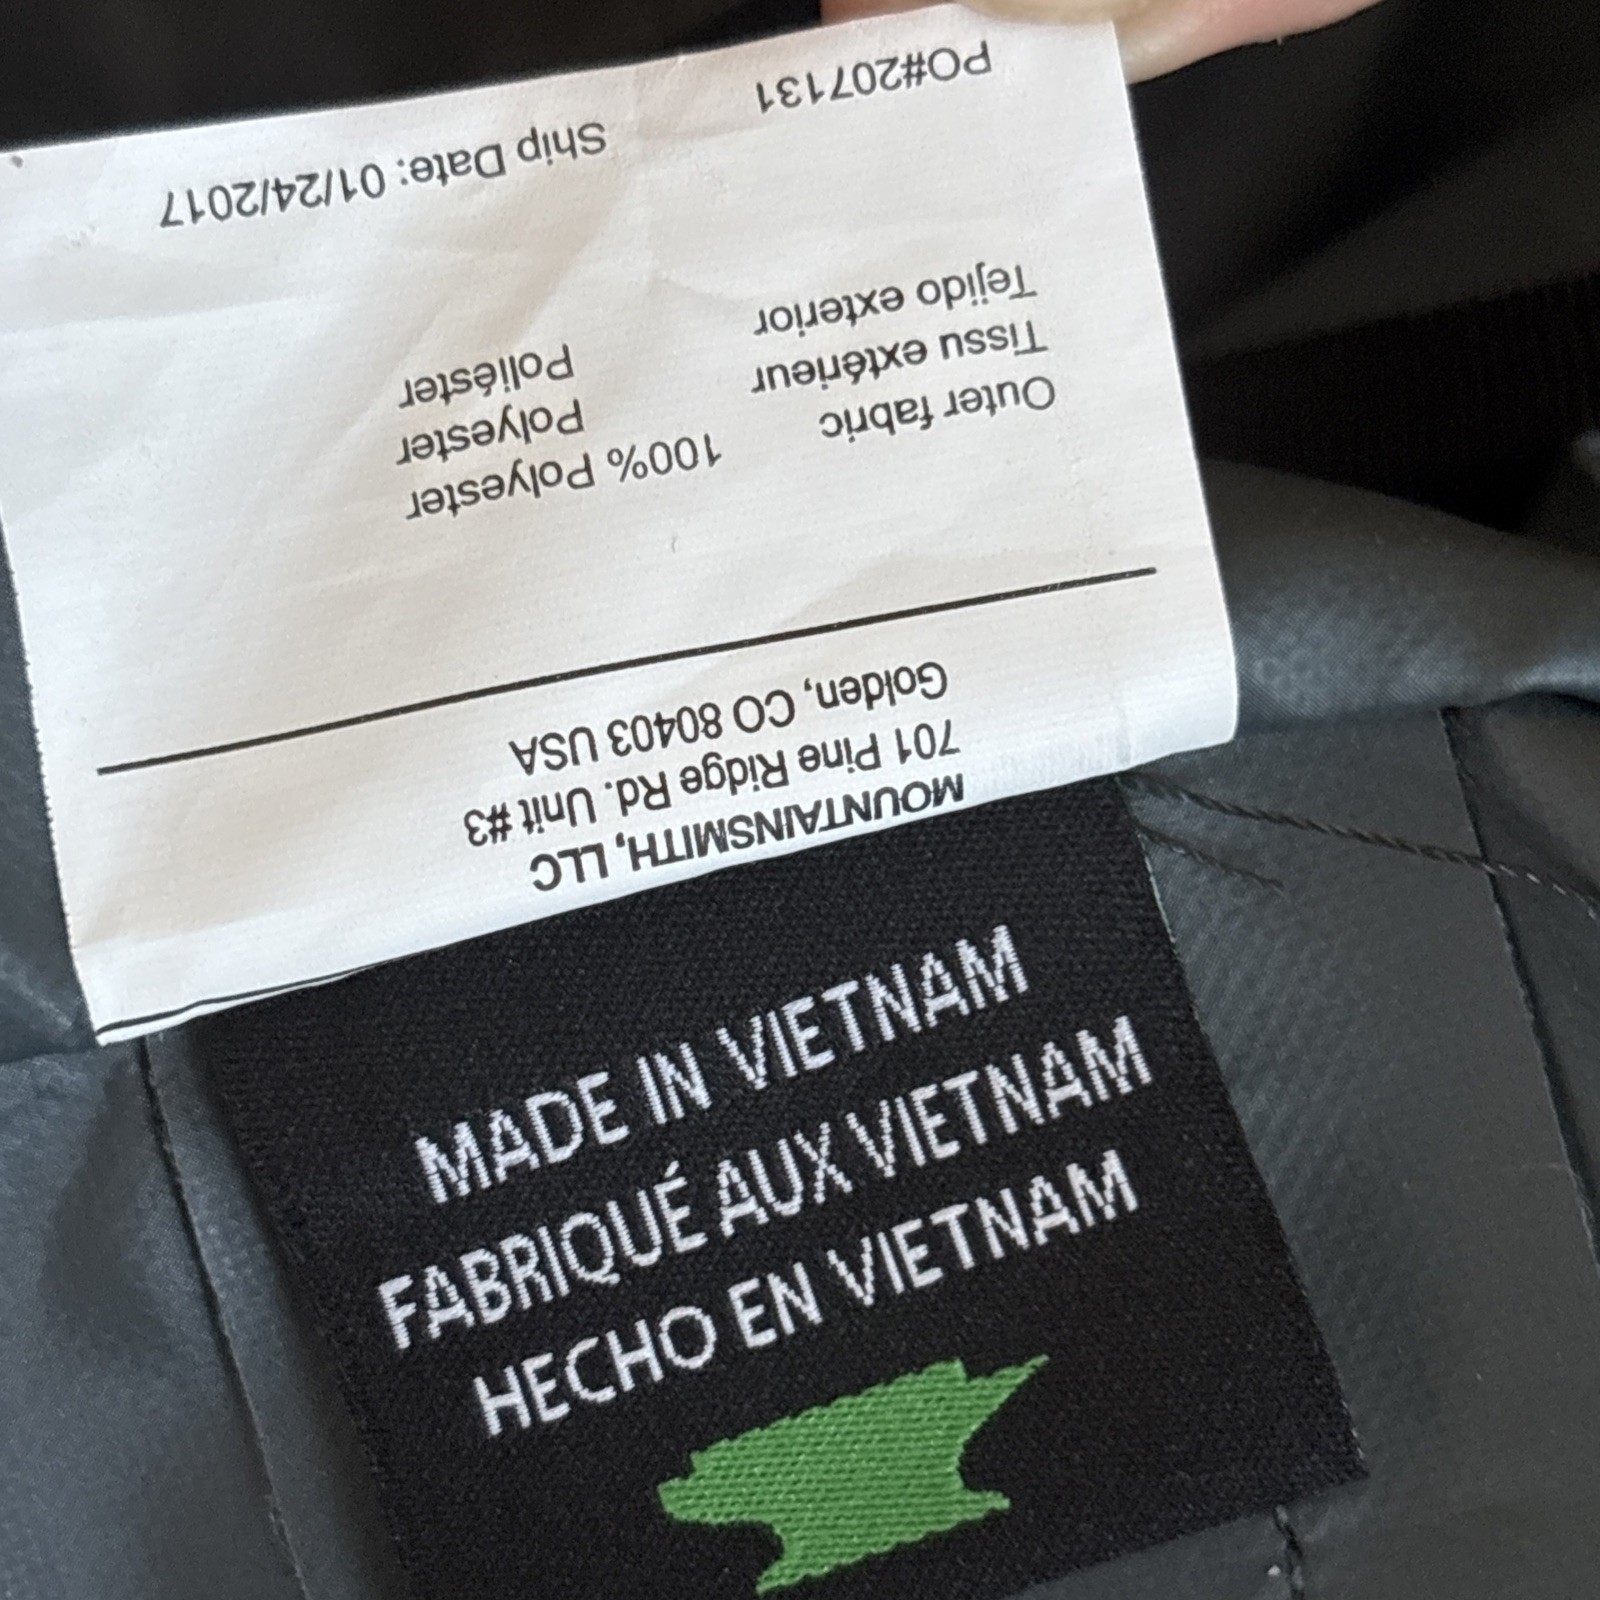 MOUNTAINSMITH, LLC
701 Pine Ridge Rd. Unit #3
Golden, CO 80403 USA
Outer fabric 100% Polyester
Tissu extérieur Polyester
Tejido exterior Poliéster
Ship Date: 01/24/2017
PO#207131
MADE IN VIETNAM
FABRIQUÉ AUX VIETNAM
HECHO EN VIETNAM